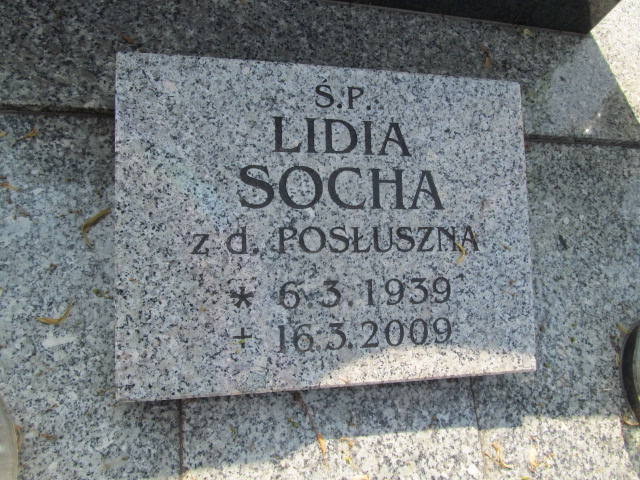 Ś.P.
LIDIA
SOCHA
z d. POSŁUSZNA
* 6.3.1939
+ 16.3.2009